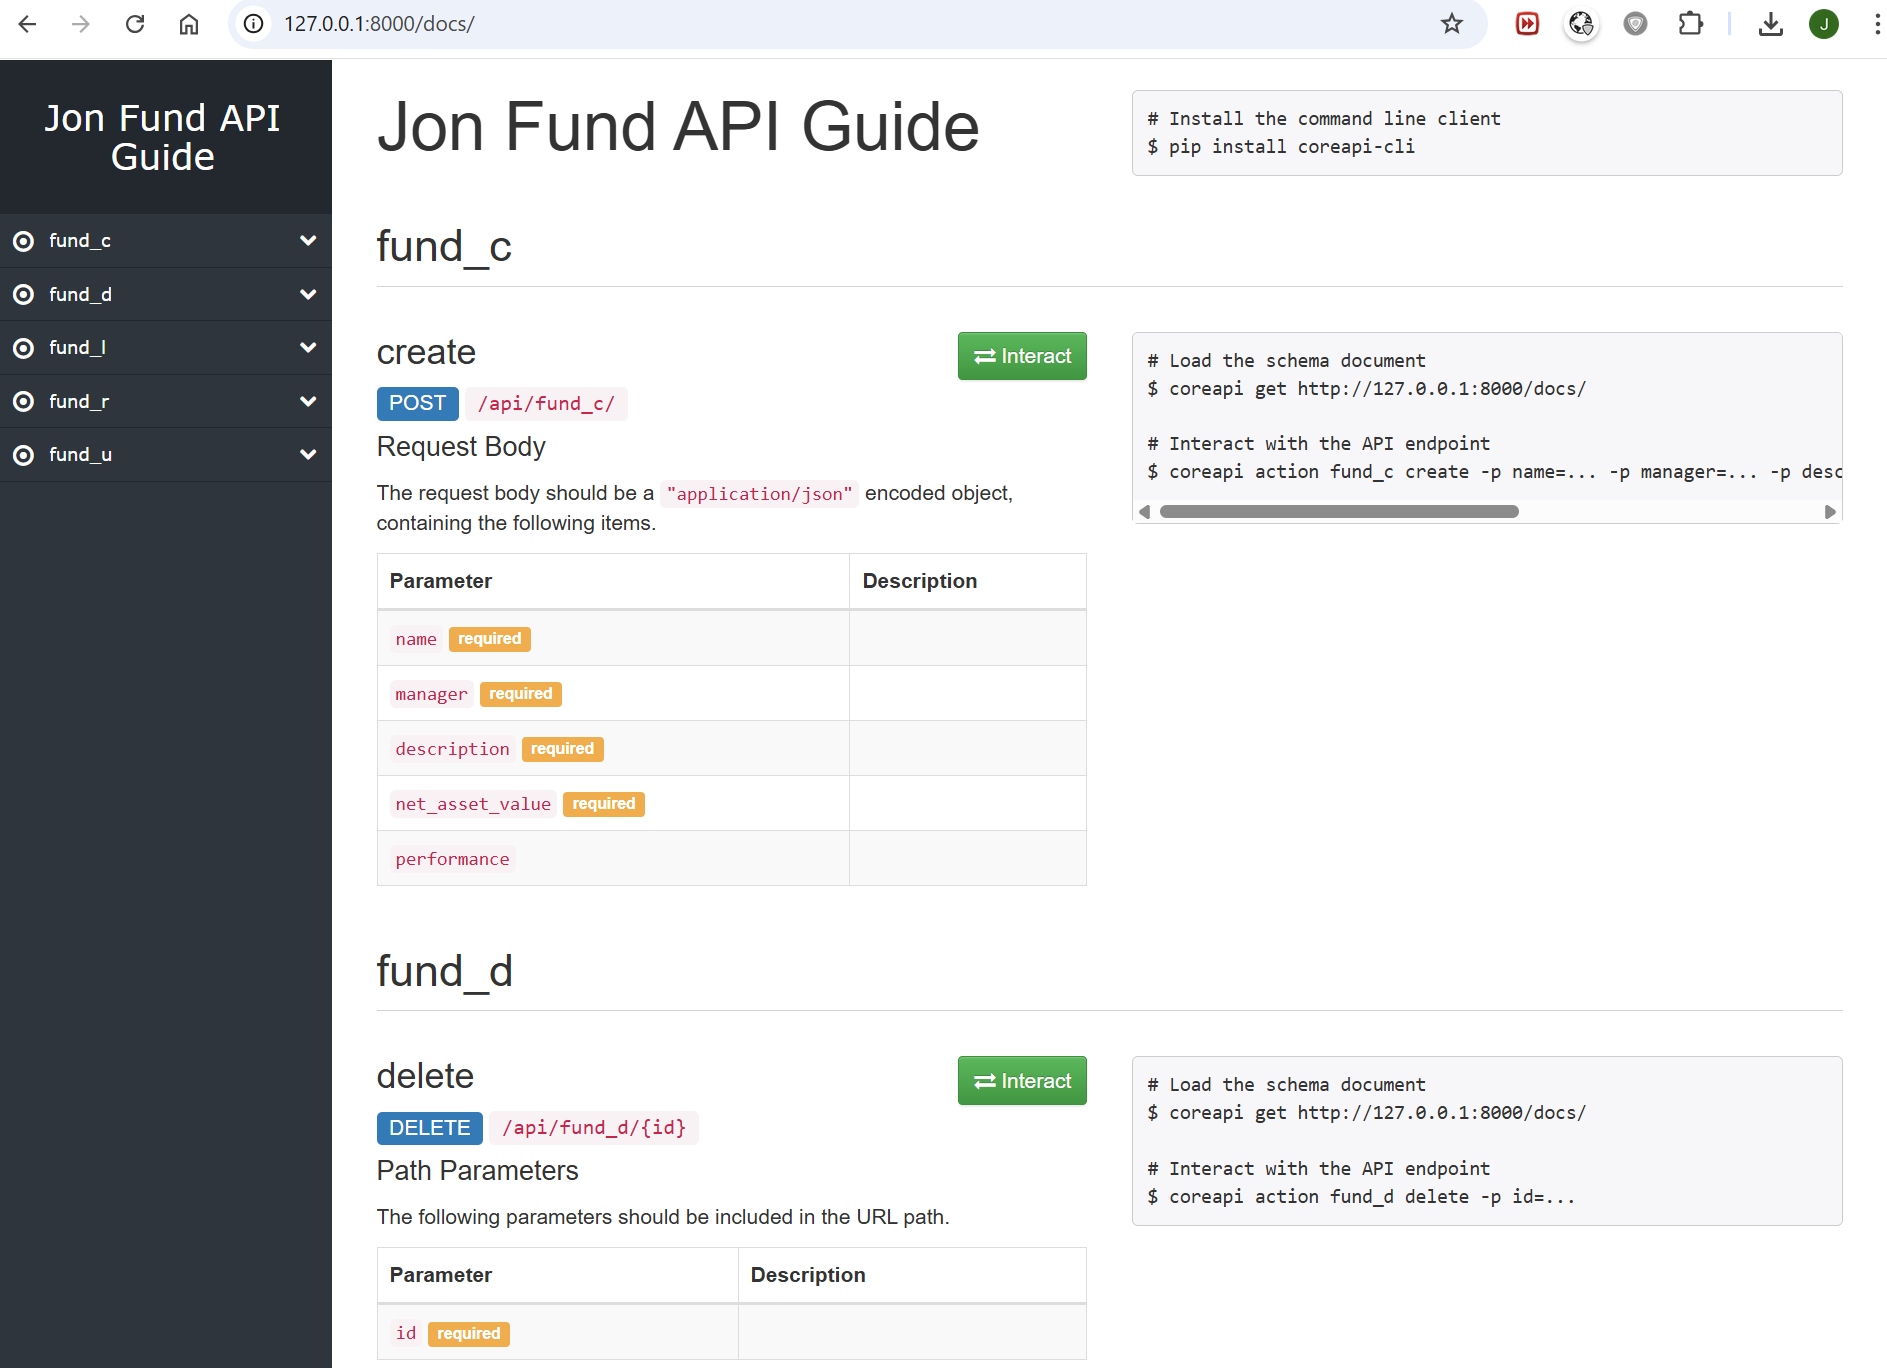 127.0.0.1:8000/docs/
J
Jon Fund API
Guide
fund_c
fund_d
fund_l
fund_r
fund_u
Jon Fund API Guide
# Install the command line client
$ pip install coreapi-cli
fund_c
create
Interact
POST /api/fund_c/
Request Body
The request body should be a "application/json" encoded object,
containing the following items.
Parameter Description
name required
manager required
description required
net_asset_value required
performance
# Load the schema document
$ coreapi get http://127.0.0.1:8000/docs/
# Interact with the API endpoint
$ coreapi action fund_c create -p name=... -p manager=... -p desc
fund_d
delete
Interact
DELETE /api/fund_d/{id}
Path Parameters
The following parameters should be included in the URL path.
Parameter Description
id required
# Load the schema document
$ coreapi get http://127.0.0.1:8000/docs/
# Interact with the API endpoint
$ coreapi action fund_d delete -p id=...